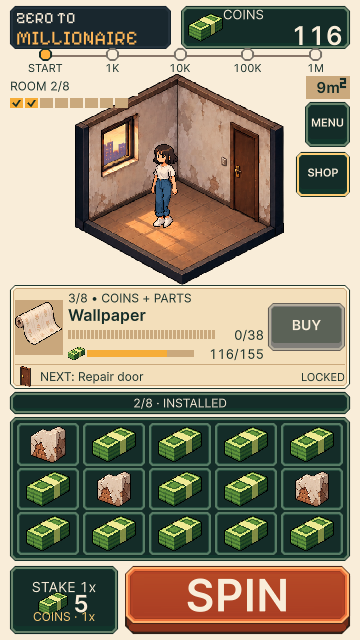 ZERO TO
MILLIONAIRE
COINS
116
START 1K 10K 100K 1M
ROOM 2/8
9m²
MENU
SHOP
3/8 • COINS + PARTS
Wallpaper
0/38
116/155
BUY
NEXT: Repair door
LOCKED
2/8 · INSTALLED
STAKE 1x
5
COINS · 1x
SPIN